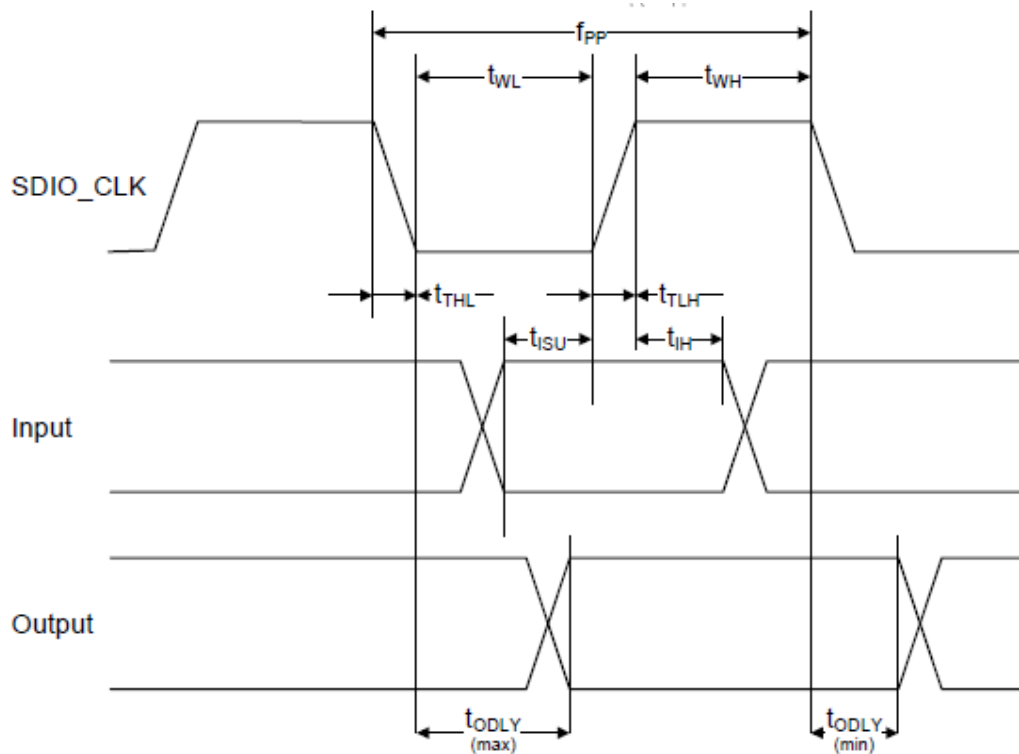 fPP
tWL
tWH
SDIO_CLK
tTHL
tTLH
tISU
tIH
Input
Output
tODLY
(max)
tODLY
(min)